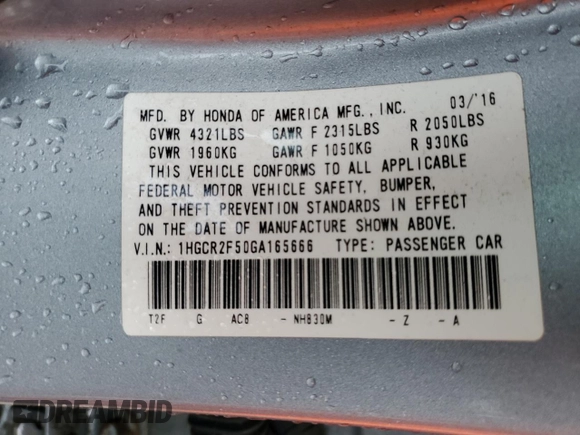 MFD. BY HONDA OF AMERICA MFG., INC. 03/'16
GVWR 4321LBS GAWR F 2315LBS R 2050LBS
GVWR 1960KG GAWR F 1050KG R 930KG
THIS VEHICLE CONFORMS TO ALL APPLICABLE
FEDERAL MOTOR VEHICLE SAFETY, BUMPER,
AND THEFT PREVENTION STANDARDS IN EFFECT
ON THE DATE OF MANUFACTURE SHOWN ABOVE.
V.I.N.: 1HGCR2F50GA165666 TYPE: PASSENGER CAR
T2F G AC8 - NH830M - Z - A
DREAMBID